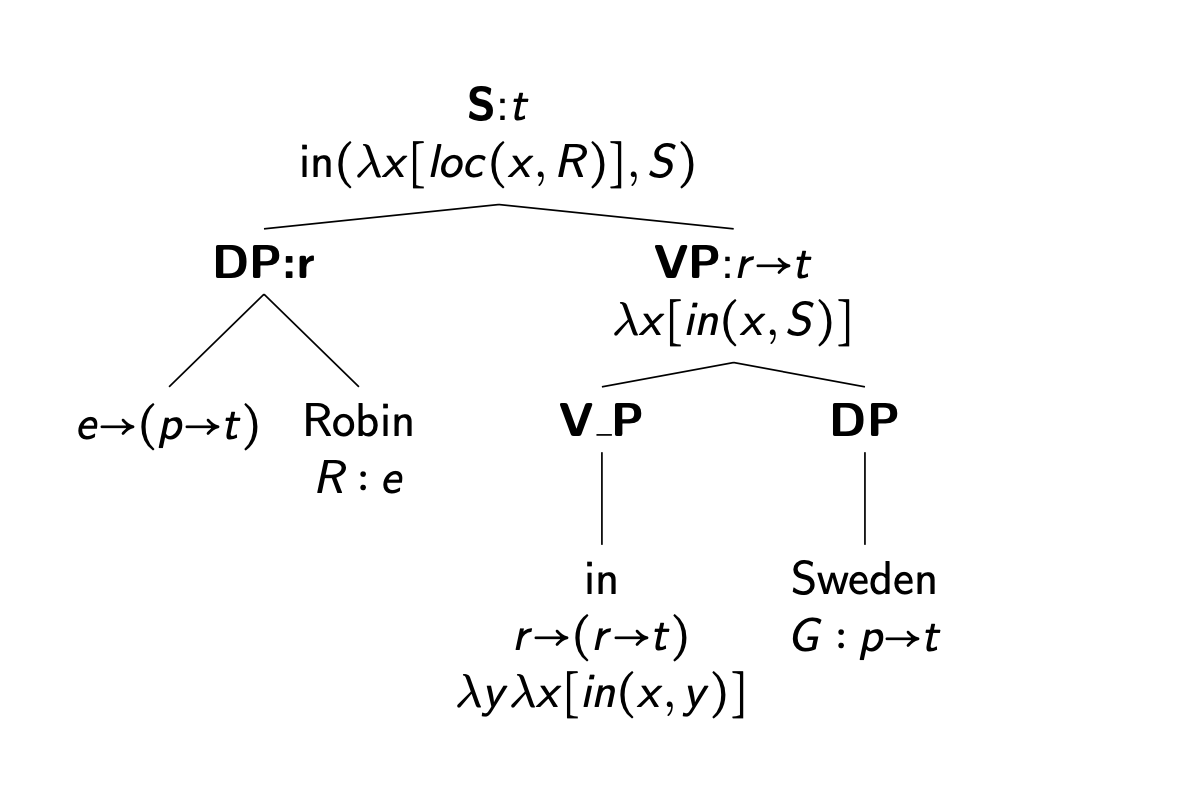 S:t
in(λx[loc(x, R)], S)
DP:r
VP:r→t
λx[in(x, S)]
e→(p→t)
Robin
R : e
V_P
DP
in
r→(r→t)
λyλx[in(x, y)]
Sweden
G : p→t